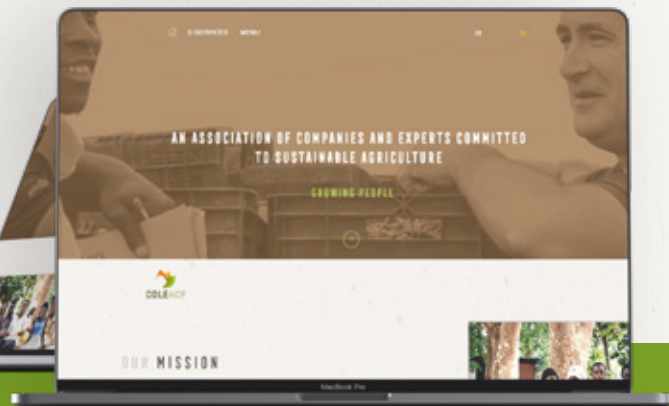 E-SERVICES MENU
AN ASSOCIATION OF COMPANIES AND EXPERTS COMMITTED
TO SUSTAINABLE AGRICULTURE
GROWING PEOPLE
COLEACP
OUR MISSION
MacBook Pro